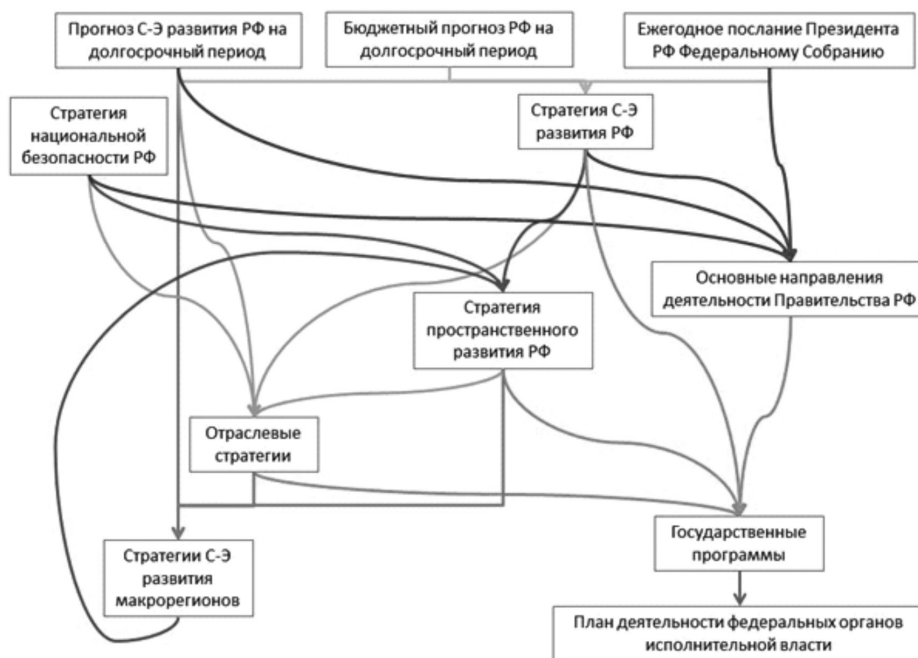 Прогноз С-Э развития РФ на
долгосрочный период
Бюджетный прогноз РФ на
долгосрочный период
Ежегодное послание Президента
РФ Федеральному Собранию
Стратегия
национальной
безопасности РФ
Стратегия С-Э
развития РФ
Основные направления
деятельности Правительства РФ
Стратегия
пространственного
развития РФ
Отраслевые
стратегии
Государственные
программы
Стратегии С-Э
развития
макрорегионов
План деятельности федеральных органов
исполнительной власти